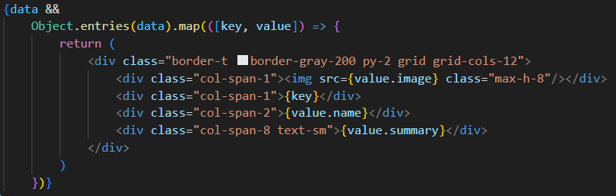 {data &&
Object.entries(data).map(([key, value]) => {
return (
<div class="border-t border-gray-200 py-2 grid grid-cols-12">
<div class="col-span-1"><img src={value.image} class="max-h-8"/></div>
<div class="col-span-1">{key}</div>
<div class="col-span-2">{value.name}</div>
<div class="col-span-8 text-sm">{value.summary}</div>
</div>
)
})}